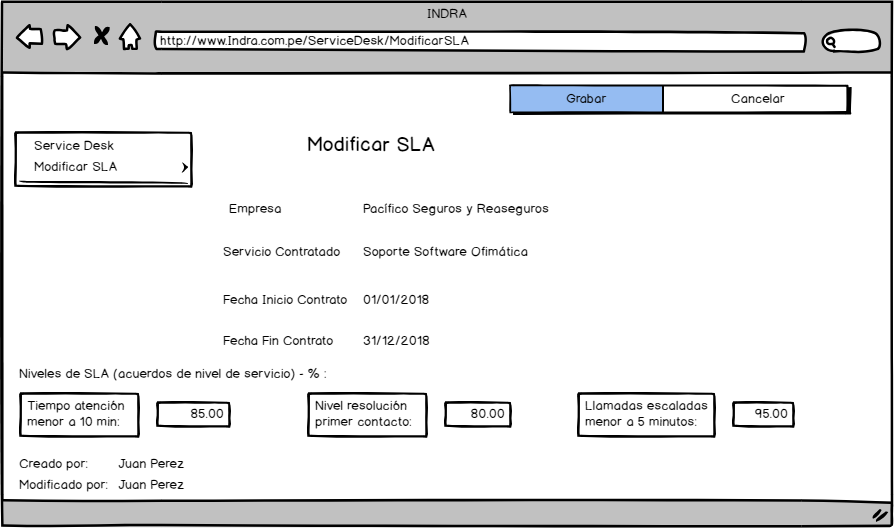 INDRA
http://www.Indra.com.pe/ServiceDesk/ModificarSLA
Grabar
Cancelar
Service Desk
Modificar SLA
Modificar SLA
Empresa Pacífico Seguros y Reaseguros
Servicio Contratado Soporte Software Ofimática
Fecha Inicio Contrato 01/01/2018
Fecha Fin Contrato 31/12/2018
Niveles de SLA (acuerdos de nivel de servicio) - % :
Tiempo atención
menor a 10 min:
85.00
Nivel resolución
primer contacto:
80.00
Llamadas escaladas
menor a 5 minutos:
95.00
Creado por: Juan Perez
Modificado por: Juan Perez